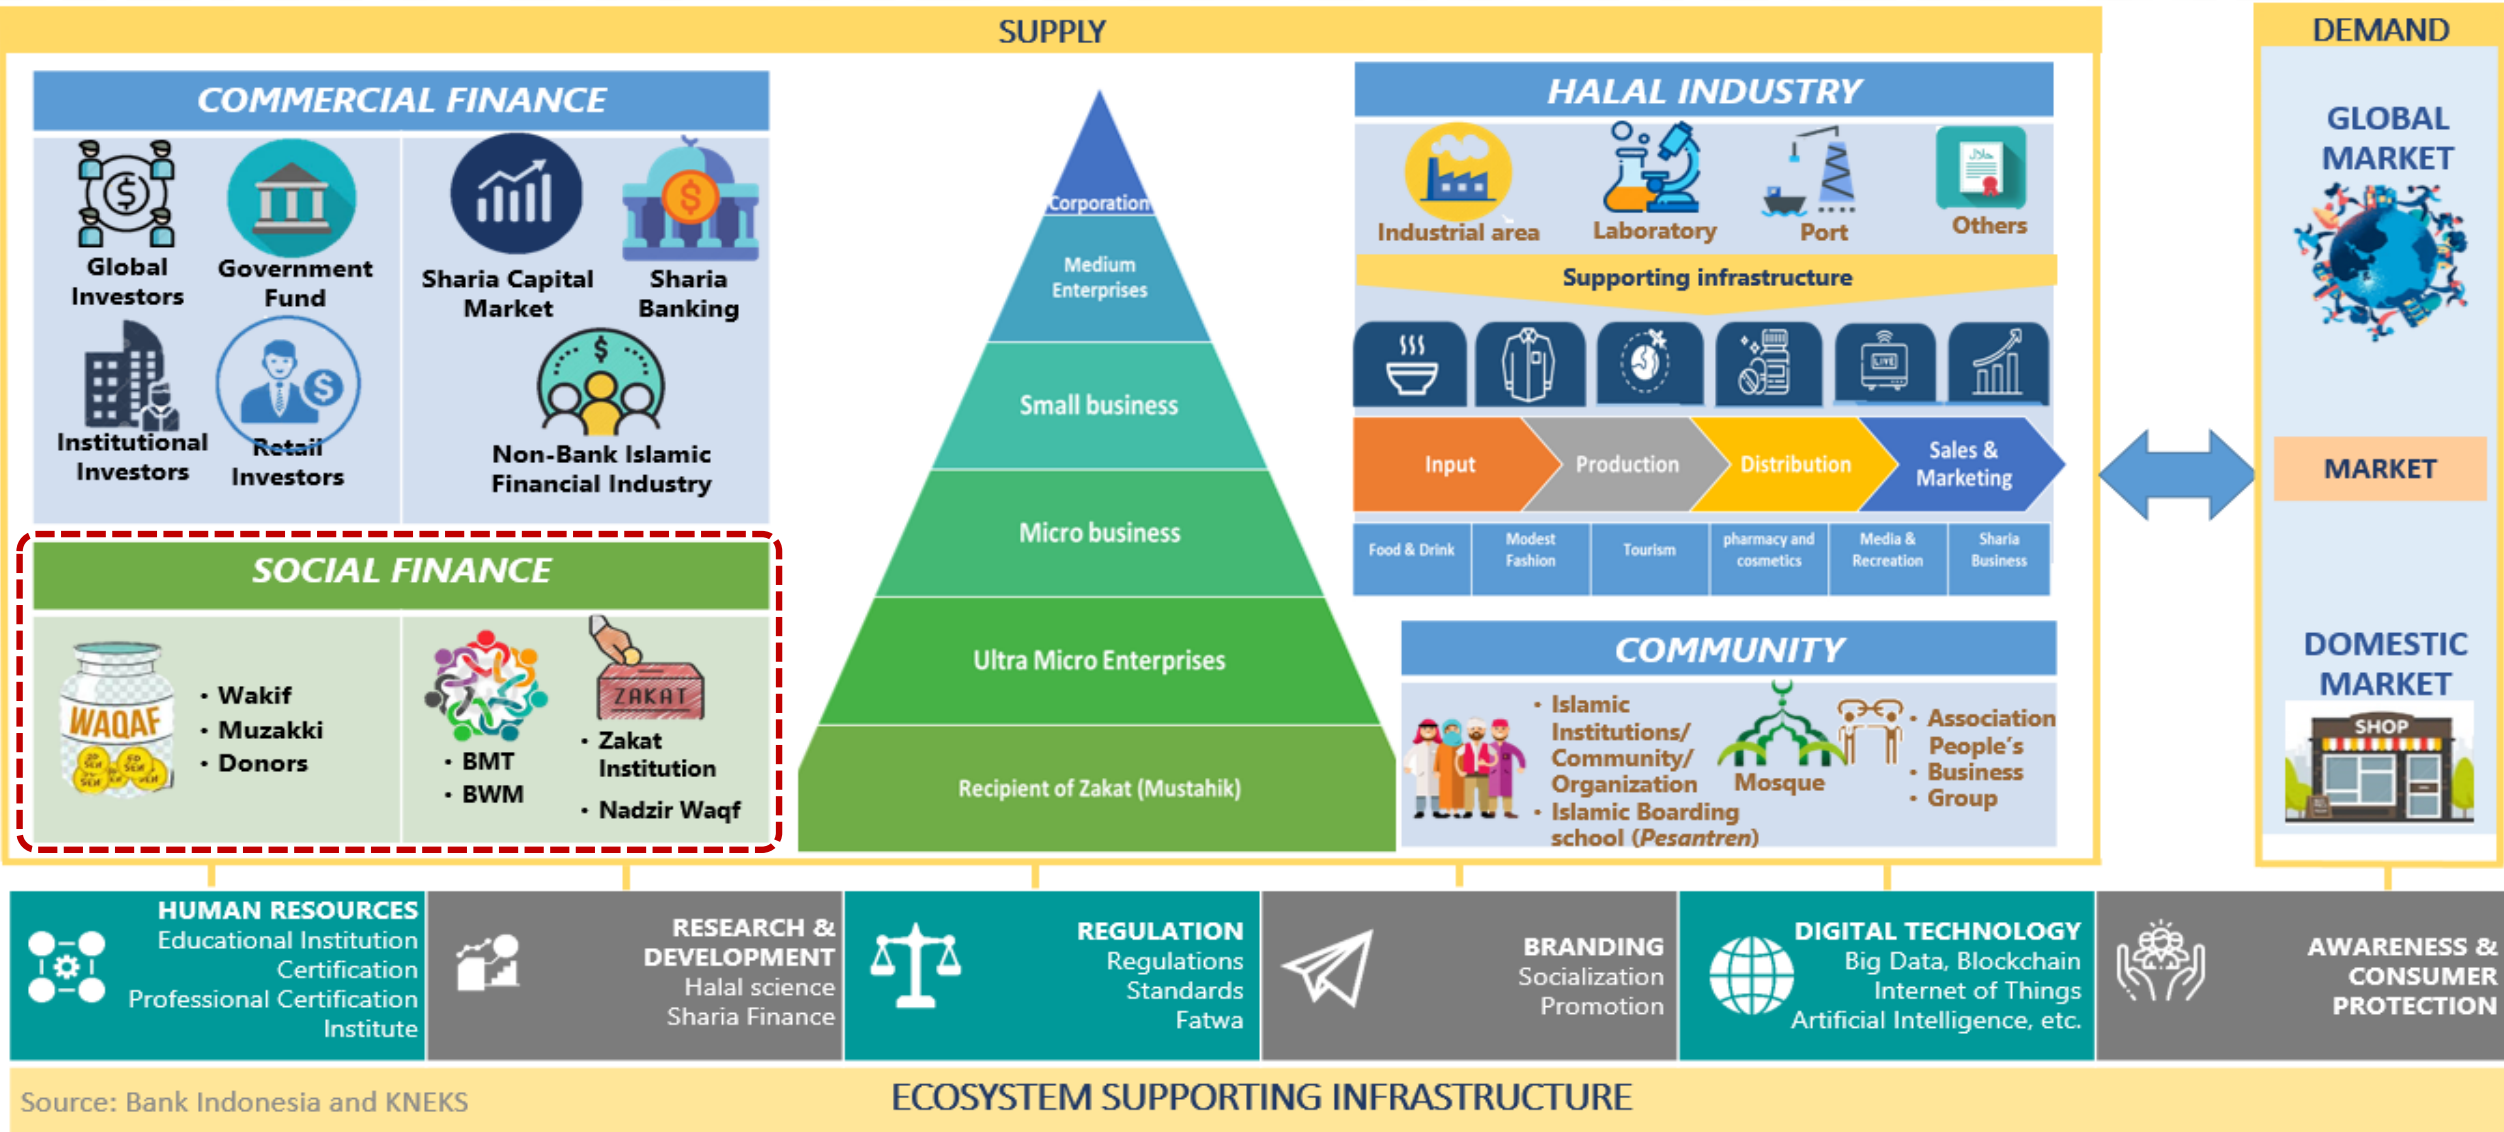 SUPPLY
DEMAND
COMMERCIAL FINANCE
Global
Investors
Government
Fund
Sharia Capital
Market
Sharia
Banking
Institutional
Investors
Retail
Investors
Non-Bank Islamic
Financial Industry
SOCIAL FINANCE
WAQAF
• Wakif
• Muzakki
• Donors
• BMT
• BWM
ZAKAT
• Zakat
Institution
• Nadzir Waqf
Corporation
Medium
Enterprises
Small business
Micro business
Ultra Micro Enterprises
Recipient of Zakat (Mustahik)
HALAL INDUSTRY
حلال
Industrial area
Laboratory
Port
Others
Supporting infrastructure
LIVE
Input
Production
Distribution
Sales &
Marketing
Food & Drink
Modest
Fashion
Tourism
pharmacy and
cosmetics
Media &
Recreation
Sharia
Business
COMMUNITY
• Islamic
Institutions/
Community/
Organization
• Islamic Boarding
school (Pesantren)
Mosque
• Association
People's
• Business
• Group
GLOBAL
MARKET
MARKET
DOMESTIC
MARKET
SHOP
HUMAN RESOURCES
Educational Institution
Certification
Professional Certification
Institute
RESEARCH &
DEVELOPMENT
Halal science
Sharia Finance
REGULATION
Regulations
Standards
Fatwa
BRANDING
Socialization
Promotion
DIGITAL TECHNOLOGY
Big Data, Blockchain
Internet of Things
Artificial Intelligence, etc.
AWARENESS &
CONSUMER
PROTECTION
Source: Bank Indonesia and KNEKS
ECOSYSTEM SUPPORTING INFRASTRUCTURE